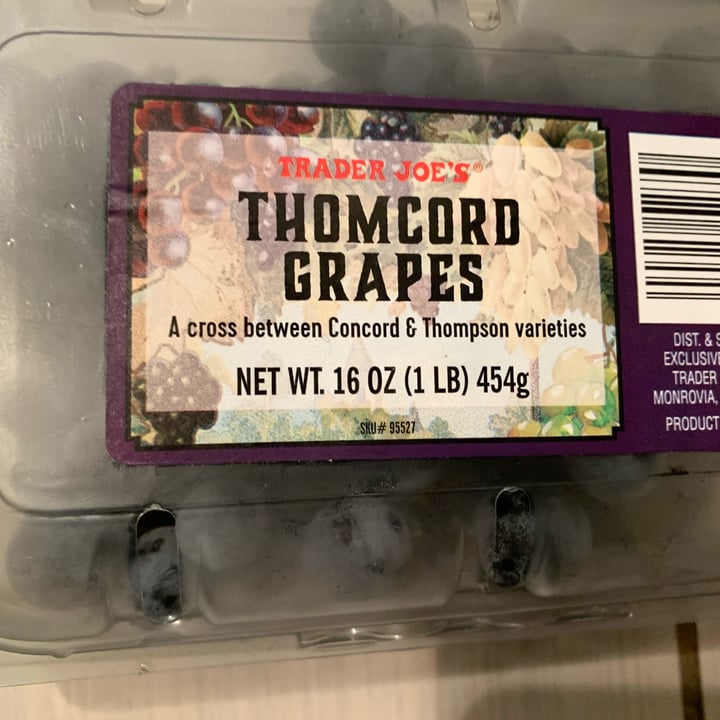 TRADER JOE'S®
THOMCORD
GRAPES
A cross between Concord & Thompson varieties
NET WT. 16 OZ (1 LB) 454g
SKU# 95527
DIST. & S
EXCLUSIVE
TRADER
MONROVIA,
PRODUCT